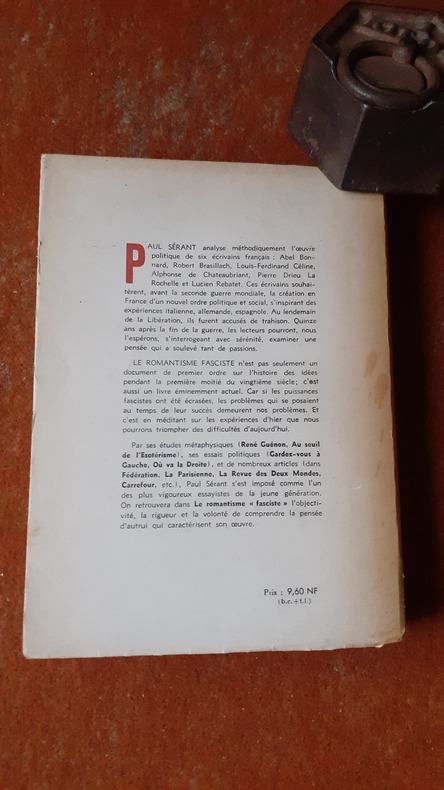 PAUL SÉRANT analyse méthodiquement l'œuvre
politique de six écrivains français : Abel Bon-
nard, Robert Brasillach, Louis-Ferdinand Céline,
Alphonse de Chateaubriant, Pierre Drieu La
Rochelle et Lucien Rebatet. Ces écrivains souhai-
tèrent, avant la seconde guerre mondiale, la création en
France d'un nouvel ordre politique et social, s'inspirant des
expériences italienne, allemande, espagnole. Au lendemain
de la Libération, ils furent accusés de trahison. Quinze
ans après la fin de la guerre, les lecteurs pourront, nous
l'espérons, s'interrogeant avec sérénité, examiner une
pensée qui a soulevé tant de passions.
LE ROMANTISME FASCISTE n'est pas seulement un
document de premier ordre sur l'histoire des idées
pendant la première moitié du vingtième siècle; c'est
aussi un livre éminemment actuel. Car si les puissances
fascistes ont été écrasées, les problèmes qui se posaient
au temps de leur succès demeurent nos problèmes. Et
c'est en méditant sur les expériences d'hier que nous
pourrons triompher des difficultés d'aujourd'hui.
Par ses études métaphysiques (René Guénon, Au seuil
de l'Esotérisme), ses essais politiques (Gardez-vous à
Gauche, Où va la Droite), et de nombreux articles (dans
Fédération, La Parisienne, La Revue des Deux Mondes,
Carrefour, etc.), Paul Sérant s'est imposé comme l'un
des plus vigoureux essayistes de la jeune génération.
On retrouvera dans Le romantisme « fasciste » l'objecti-
vité, la rigueur et la volonté de comprendre la pensée
d'autrui qui caractérisent son œuvre.
Prix : 9,60 NF
(b.c.+t.l.)